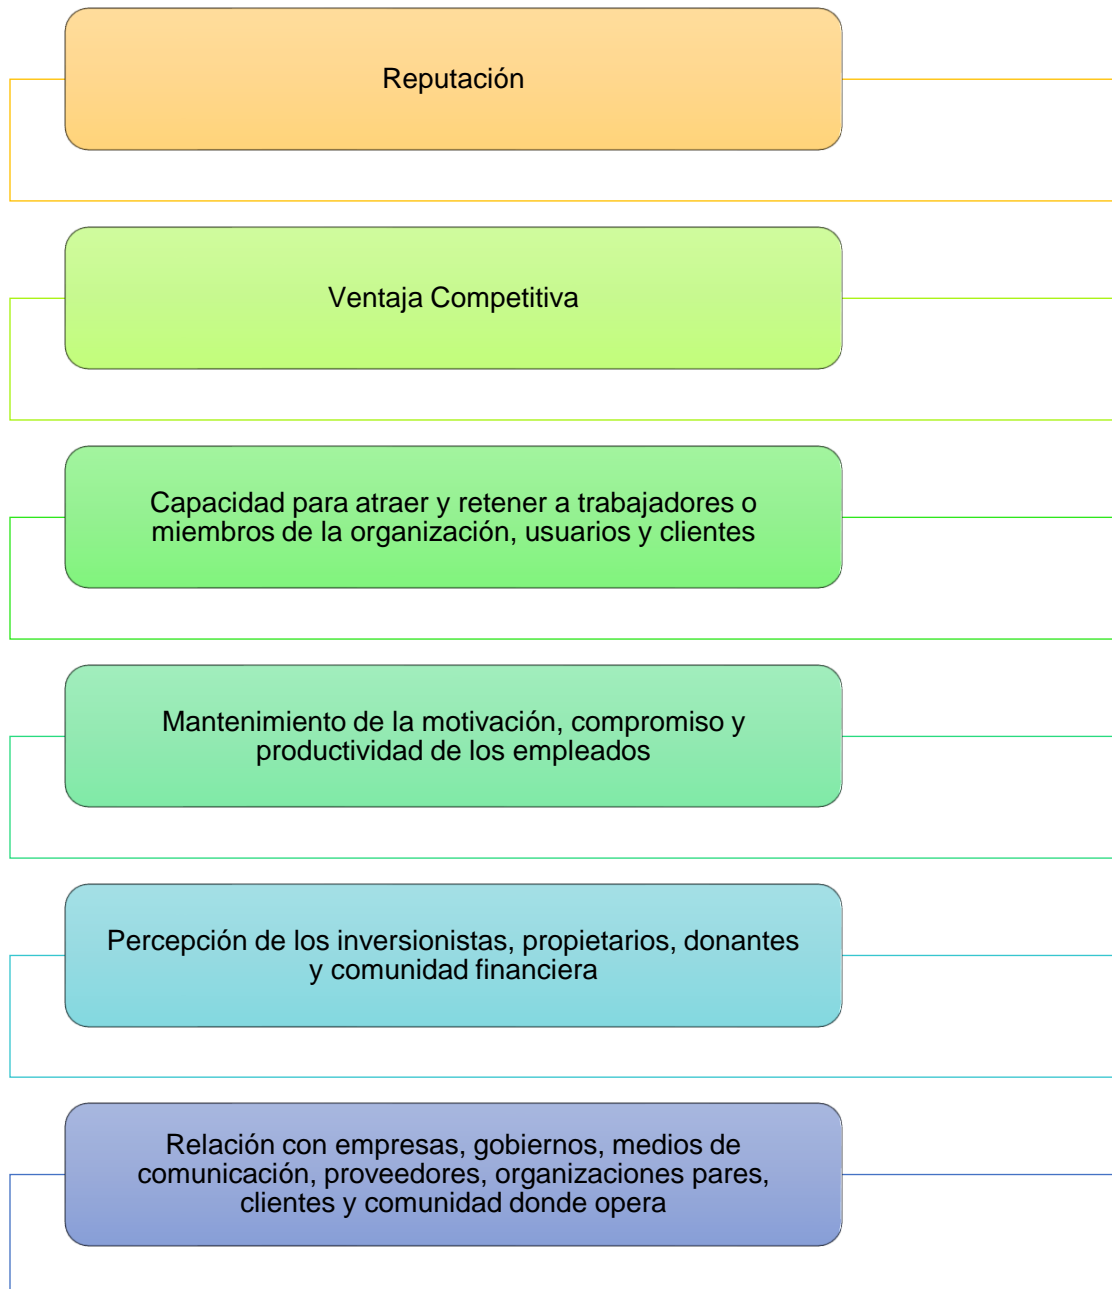 Reputación
Ventaja Competitiva
Capacidad para atraer y retener a trabajadores o
miembros de la organización, usuarios y clientes
Mantenimiento de la motivación, compromiso y
productividad de los empleados
Percepción de los inversionistas, propietarios, donantes
y comunidad financiera
Relación con empresas, gobiernos, medios de
comunicación, proveedores, organizaciones pares,
clientes y comunidad donde opera